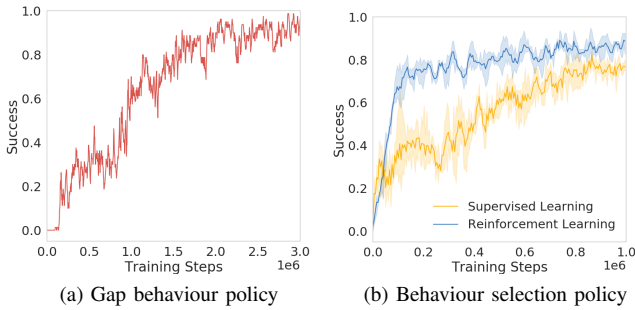 1.0
0.8
0.6
0.4
0.2
0.0
Success
0.0 0.5 1.0 1.5 2.0 2.5 3.0
Training Steps 1e6
(a) Gap behaviour policy
1.0
0.8
0.6
0.4
0.2
0.0
Success
Supervised Learning
Reinforcement Learning
0.0 0.2 0.4 0.6 0.8 1.0
Training Steps 1e6
(b) Behaviour selection policy